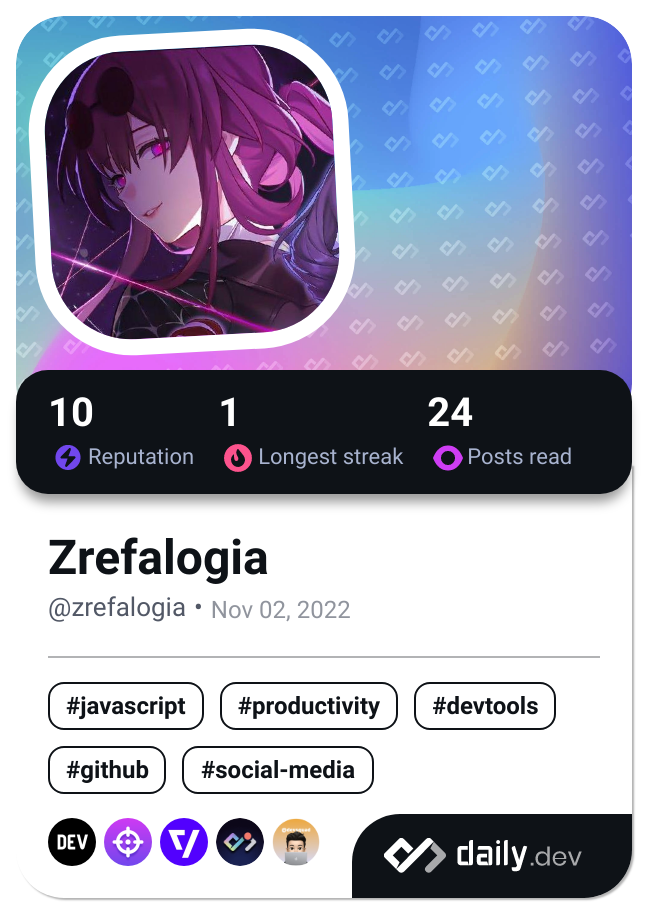 10 1 24
Reputation Longest streak Posts read
Zrefalogia
@zrefalogia • Nov 02, 2022
#javascript #productivity #devtools
#github #social-media
DEV
daily.dev